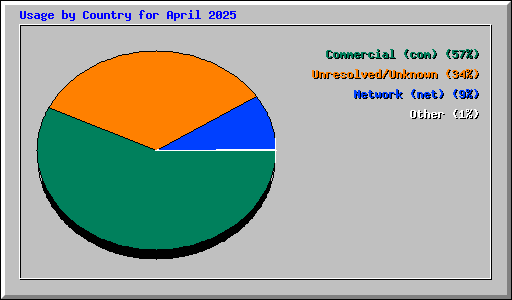 Usage by Country for April 2025
Commercial (com) (57%)
Unresolved/Unknown (34%)
Network (net) (9%)
Other (1%)